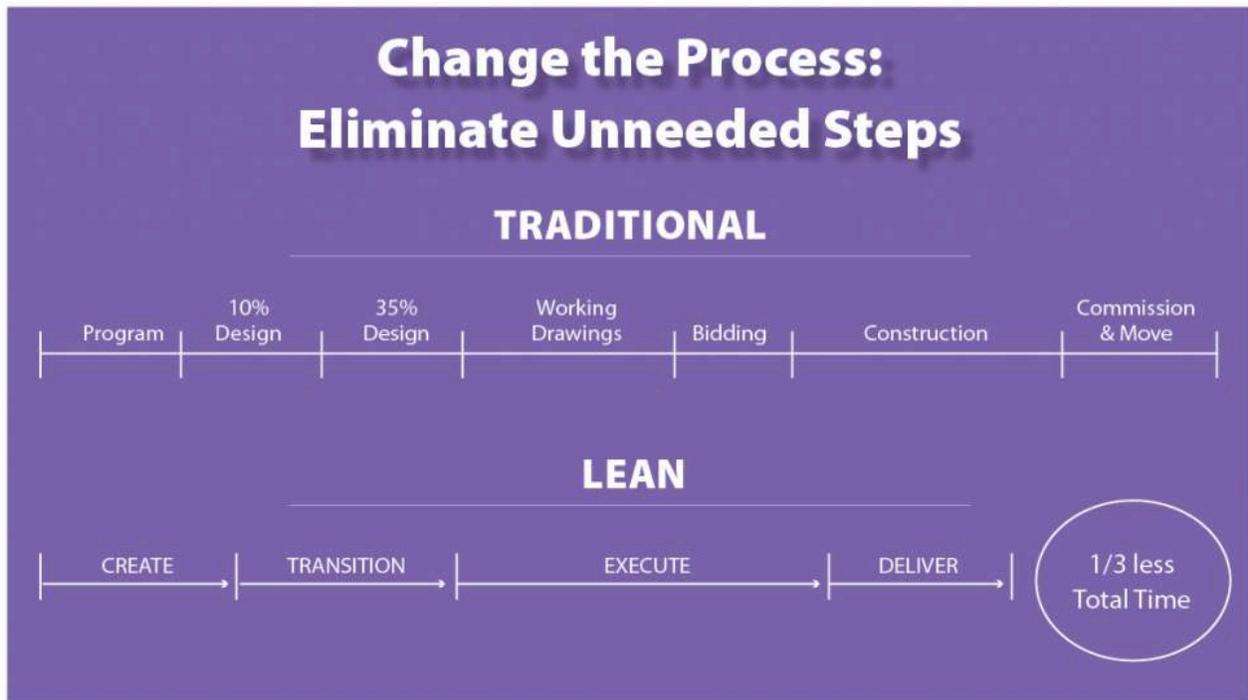 Change the Process:
Eliminate Unneeded Steps
TRADITIONAL
Program
10%
Design
35%
Design
Working
Drawings
Bidding
Construction
Commission
& Move
LEAN
CREATE
TRANSITION
EXECUTE
DELIVER
1/3 less
Total Time